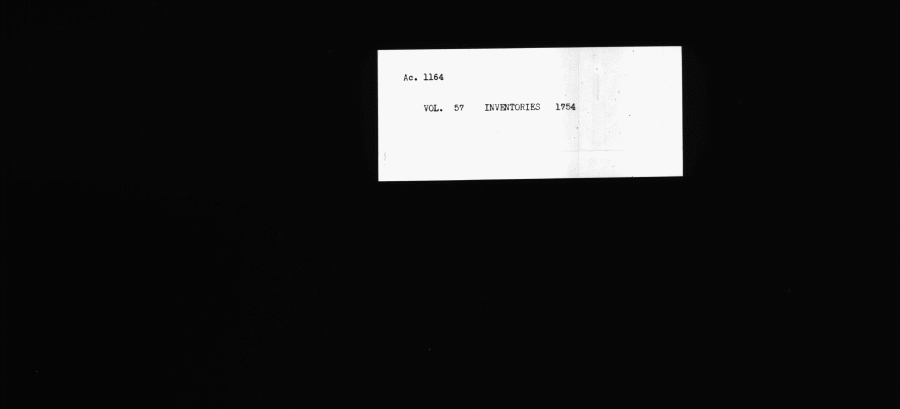 Ac. 1164
VOL. 57 INVENTORIES 1754